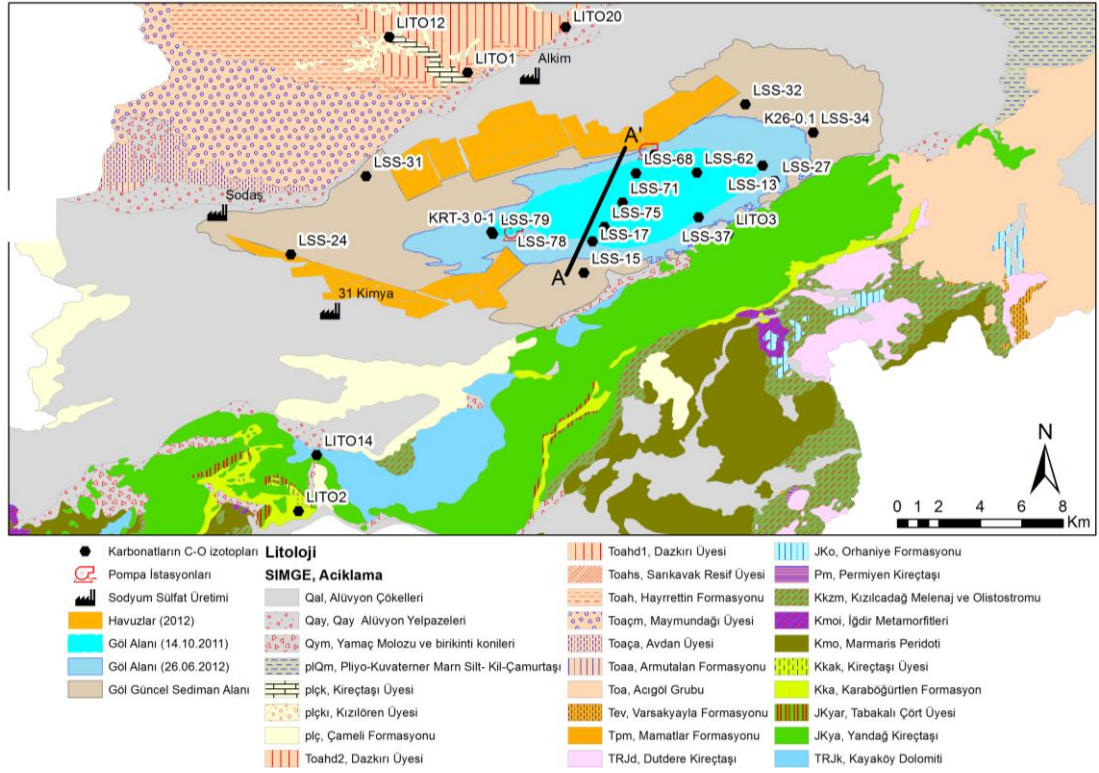 LITO12
LITO20
LITO1
Alkim
LSS-32
K26-0.1 LSS-34
A'
LSS-31
LSS-68
LSS-62
LSS-27
LSS-13
LSS-71
Şodaş
KRT-3 0-1
LSS-79
LSS-75
LITO3
LSS-78
LSS-17
LSS-37
LSS-24
LSS-15
A
31 Kimya
N
LITO14
LITO2
0 1 2 4 6 8
Km
Karbonatların C-O izotopları
Pompa İstasyonları
Sodyum Sülfat Üretimi
Havuzlar (2012)
Göl Alanı (14.10.2011)
Göl Alanı (26.06.2012)
Göl Güncel Sediman Alanı
Litoloji
SIMGE, Aciklama
Qal, Alüvyon Çökelleri
Qay, Qay Alüvyon Yelpazeleri
Qym, Yamaç Molozu ve birikinti konileri
plQm, Pliyo-Kuvaterner Marn Silt- Kil-Çamurtaşı
plçk, Kireçtaşı Üyesi
plçkı, Kızılören Üyesi
plç, Çameli Formasyonu
Toahd2, Dazkırı Üyesi
Toahd1, Dazkırı Üyesi
Toahs, Sarıkavak Resif Üyesi
Toah, Hayrrettin Formasyonu
Toaçm, Maymundağı Üyesi
Toaça, Avdan Üyesi
Toaa, Armutalan Formasyonu
Toa, Acıgöl Grubu
Tev, Varsakyayla Formasyonu
Tpm, Mamatlar Formasyonu
TRJd, Dutdere Kireçtaşı
JKo, Orhaniye Formasyonu
Pm, Permiyen Kireçtaşı
Kkzm, Kızılcadağ Melenaj ve Olistostromu
Kmoi, İğdir Metamorfitleri
Kmo, Marmaris Peridoti
Kkak, Kireçtaşı Üyesi
Kka, Karaböğürtlen Formasyon
JKyar, Tabakalı Çört Üyesi
JKya, Yandağ Kireçtaşı
TRJk, Kayaköy Dolomiti